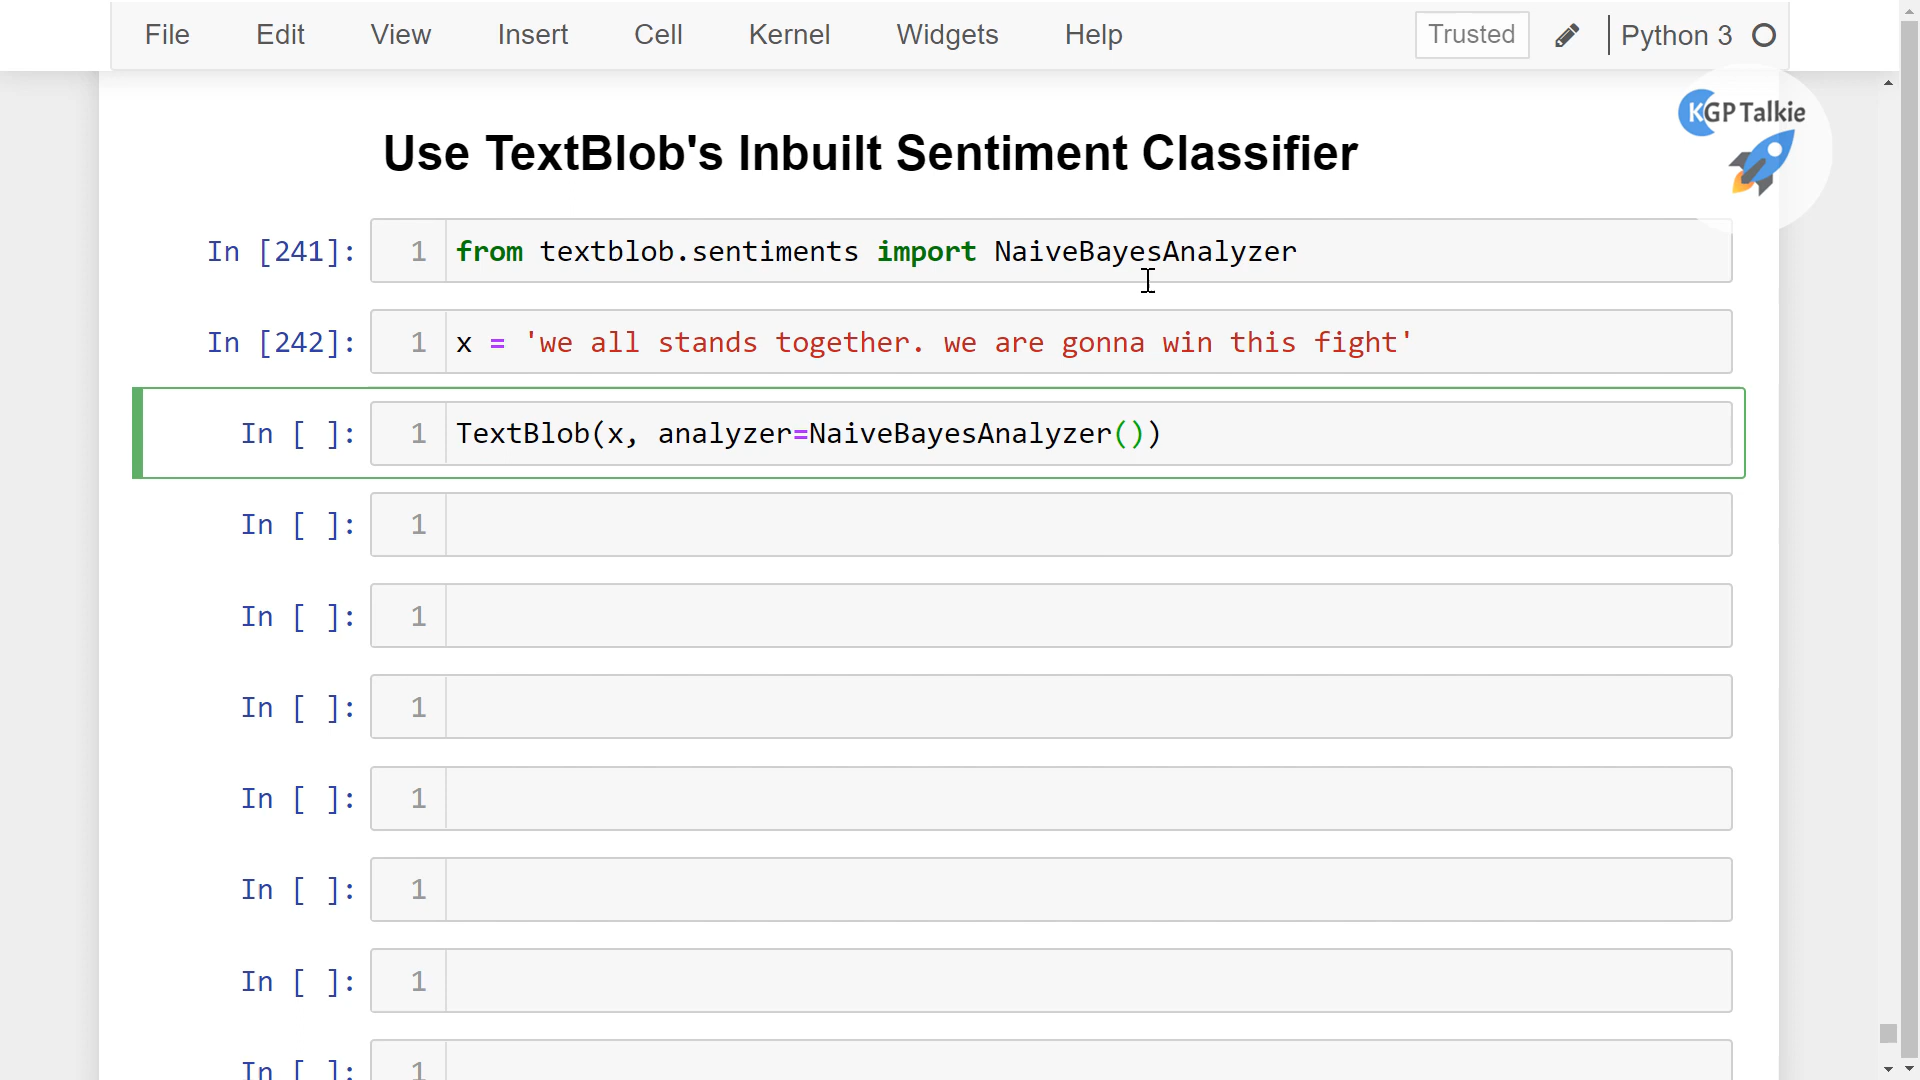 File Edit View Insert Cell Kernel Widgets Help Trusted Python 3
KGP Talkie
Use TextBlob's Inbuilt Sentiment Classifier
In [241]: 1 from textblob.sentiments import NaiveBayesAnalyzer
In [242]: 1 x = 'we all stands together. we are gonna win this fight'
In [ ]: 1 TextBlob(x, analyzer=NaiveBayesAnalyzer())
In [ ]: 1
In [ ]: 1
In [ ]: 1
In [ ]: 1
In [ ]: 1
In [ ]: 1
In [ ]: 1